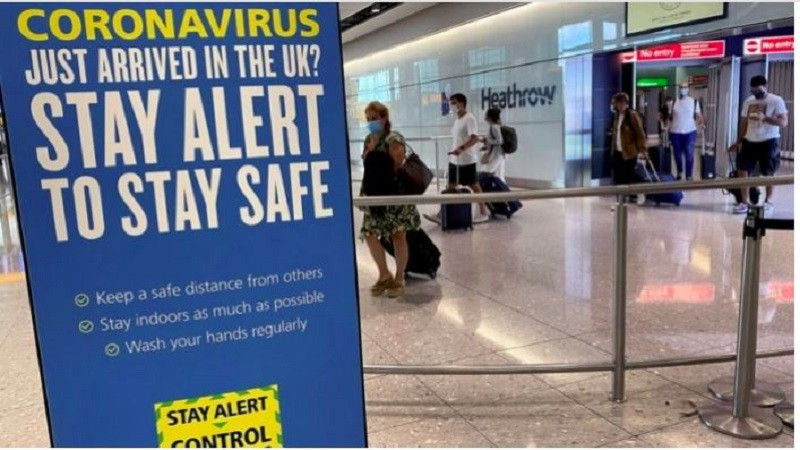 CORONAVIRUS
JUST ARRIVED IN THE UK?
STAY ALERT
TO STAY SAFE
Keep a safe distance from others
Stay indoors as much as possible
Wash your hands regularly
STAY ALERT
CONTROL
Heathrow
No entry
No entry